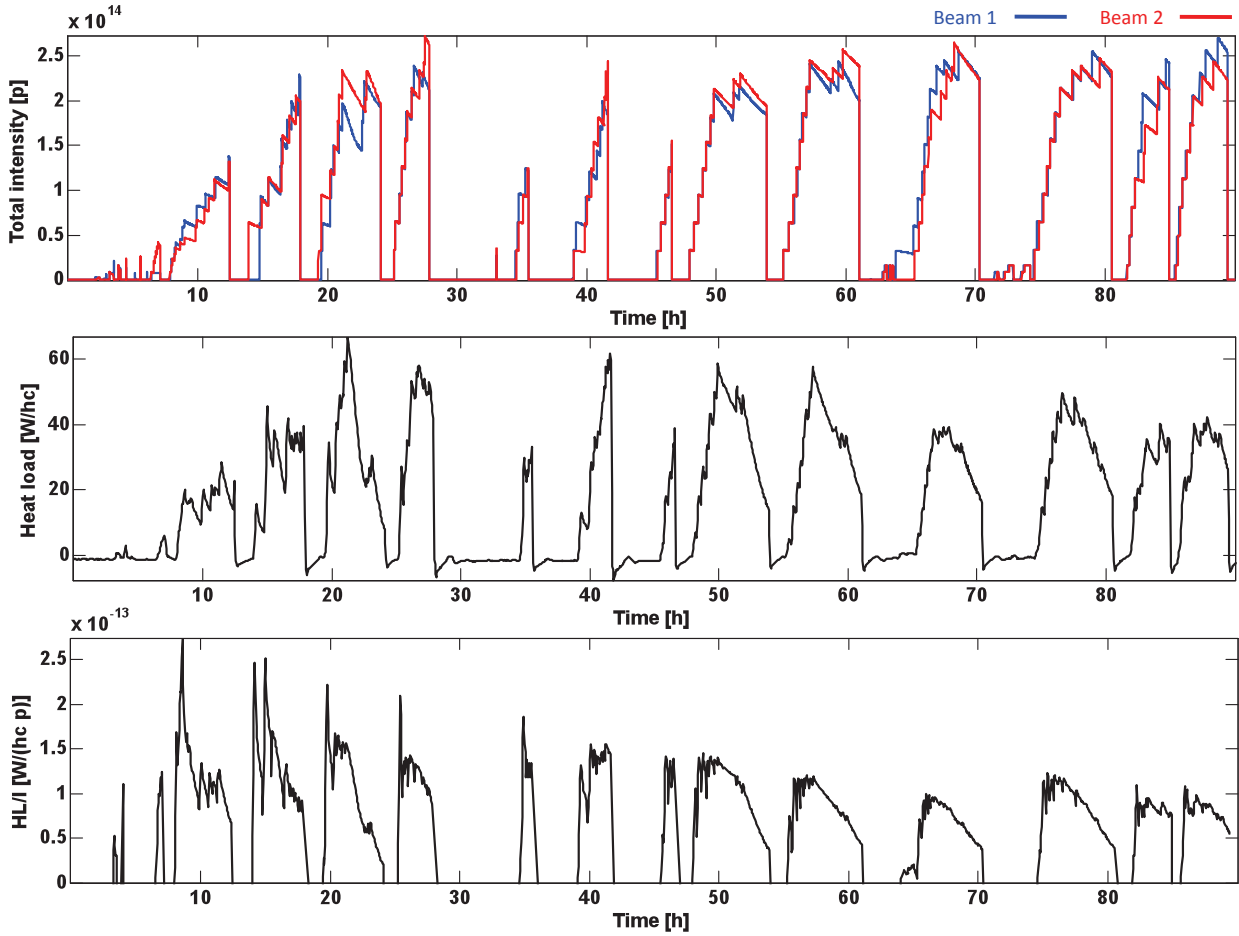 x 10^14
Beam 1
Beam 2
Total intensity [p]
2.5
2
1.5
1
0.5
0
10 20 30 40 50 60 70 80
Time [h]
Heat load [W/hc]
60
40
20
0
10 20 30 40 50 60 70 80
Time [h]
x 10^-13
HL/I [W/(hc p)]
2.5
2
1.5
1
0.5
0
10 20 30 40 50 60 70 80
Time [h]